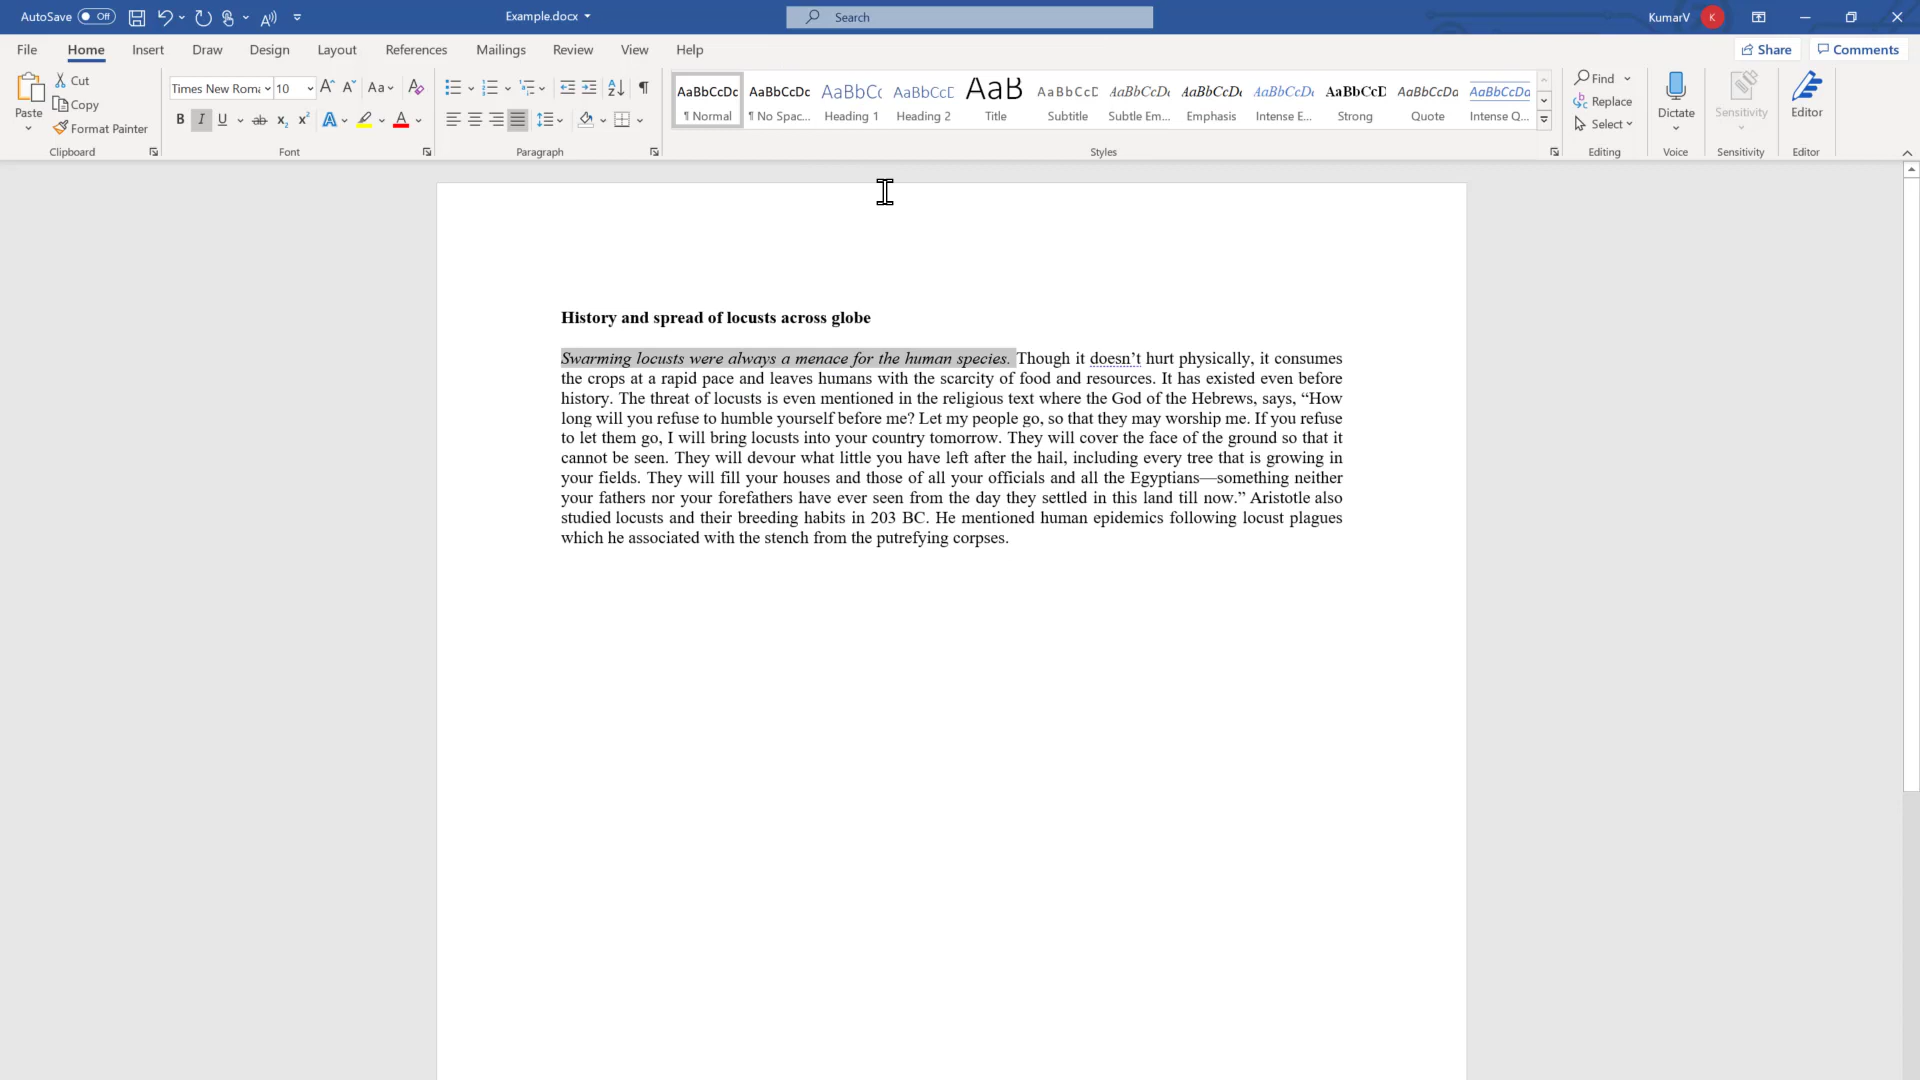 AutoSave Off Example.docx Search KumarV K
File Home Insert Draw Design Layout References Mailings Review View Help Share Comments
Paste Cut Copy Format Painter Clipboard
Times New Roma 10 Aa Font
Paragraph
AaBbCcDc AaBbCcDc AaBbCc AaBbCcE AaB AaBbCcD AaBbCcDc AaBbCcDc AaBbCcDc AaBbCcD AaBbCcDd AaBbCcDd
¶ Normal ¶ No Spac... Heading 1 Heading 2 Title Subtitle Subtle Em... Emphasis Intense E... Strong Quote Intense Q...
Styles
Find Replace Select Editing
Dictate Voice
Sensitivity Sensitivity
Editor Editor
History and spread of locusts across globe
Swarming locusts were always a menace for the human species. Though it doesn’t hurt physically, it consumes
the crops at a rapid pace and leaves humans with the scarcity of food and resources. It has existed even before
history. The threat of locusts is even mentioned in the religious text where the God of the Hebrews, says, “How
long will you refuse to humble yourself before me? Let my people go, so that they may worship me. If you refuse
to let them go, I will bring locusts into your country tomorrow. They will cover the face of the ground so that it
cannot be seen. They will devour what little you have left after the hail, including every tree that is growing in
your fields. They will fill your houses and those of all your officials and all the Egyptians—something neither
your fathers nor your forefathers have ever seen from the day they settled in this land till now.” Aristotle also
studied locusts and their breeding habits in 203 BC. He mentioned human epidemics following locust plagues
which he associated with the stench from the putrefying corpses.